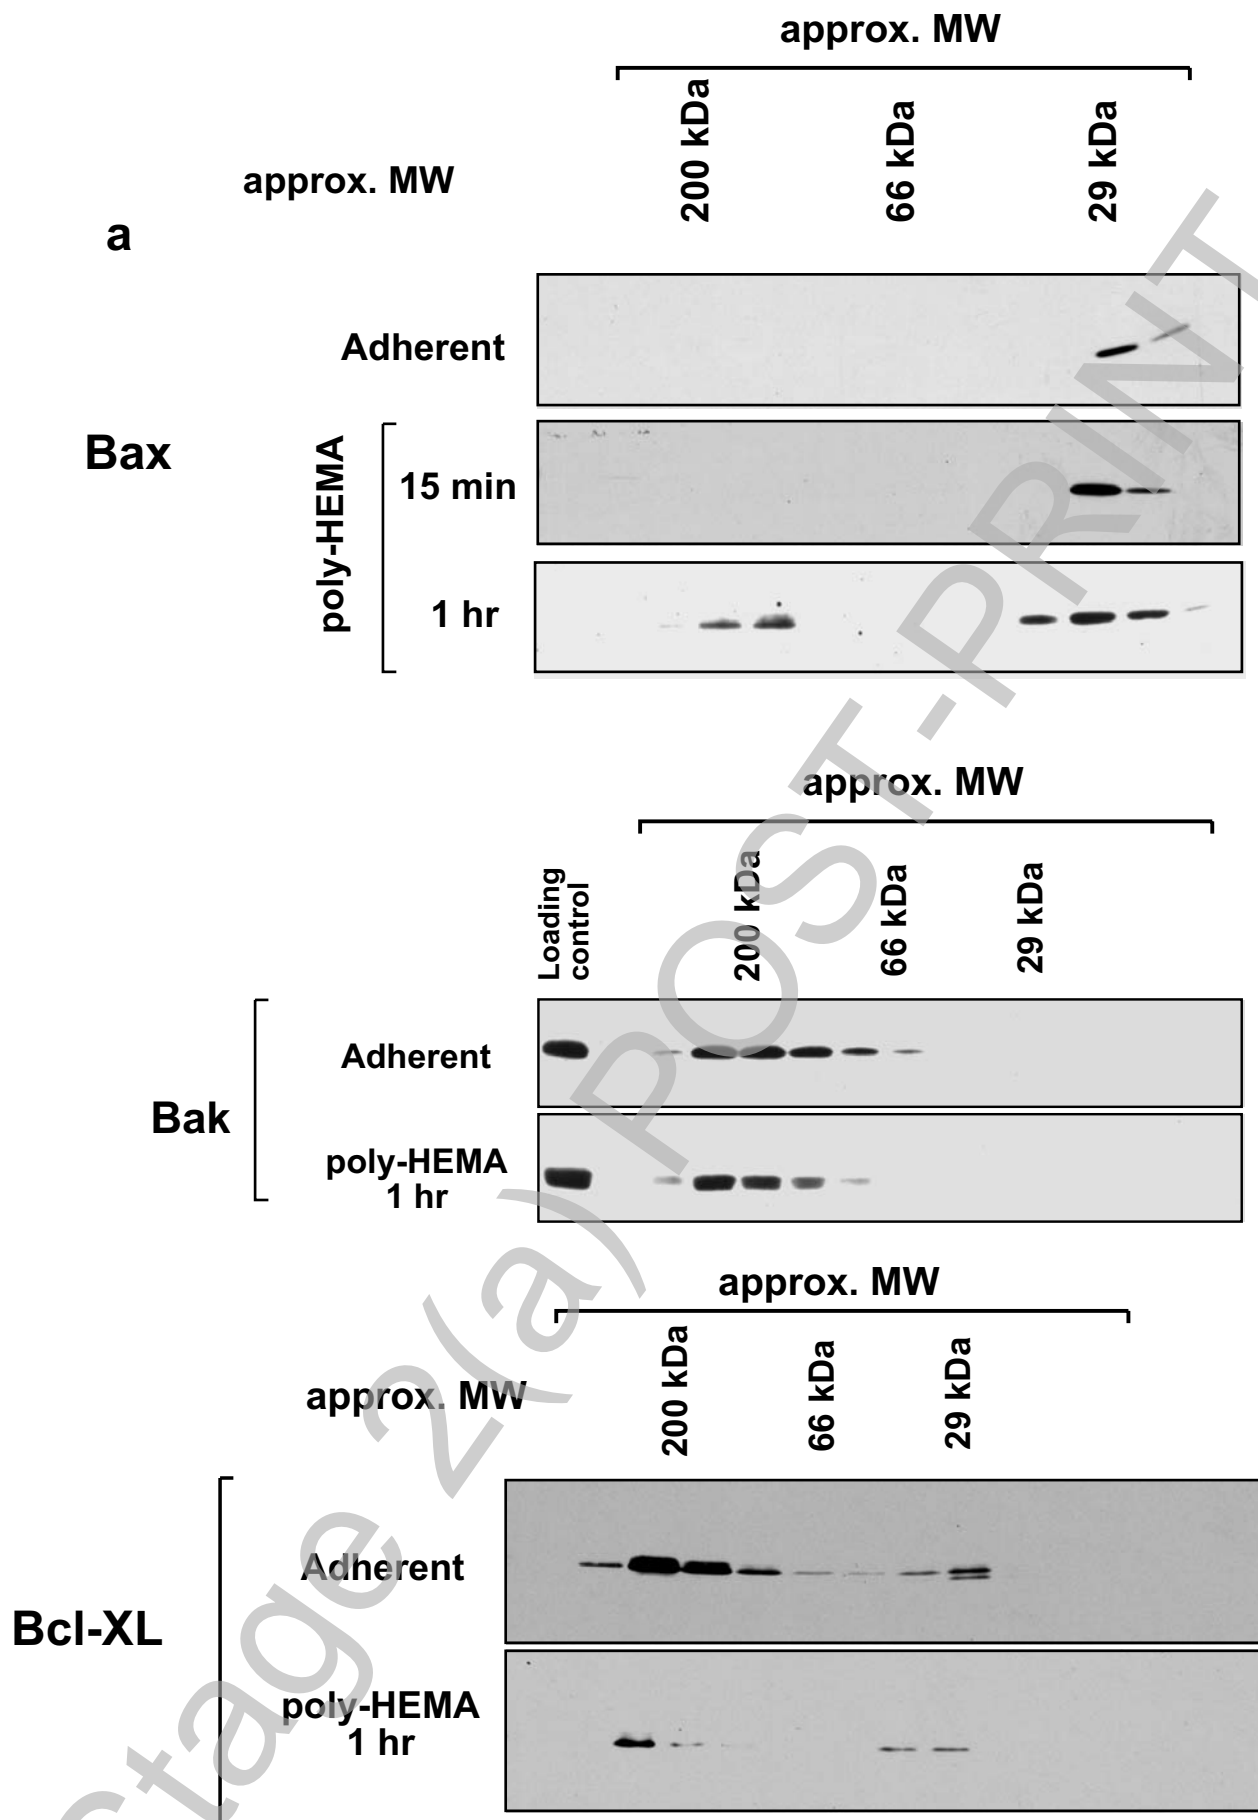 approx. MW
200 kDa
66 kDa
29 kDa
approx. MW
a
Adherent
Bax
poly-HEMA
15 min
1 hr
approx. MW
Loading
control
200 kDa
66 kDa
29 kDa
Adherent
Bak
poly-HEMA
1 hr
approx. MW
200 kDa
66 kDa
29 kDa
approx. MW
Adherent
Bcl-XL
poly-HEMA
1 hr
Stage 2(a) POST-PRINT